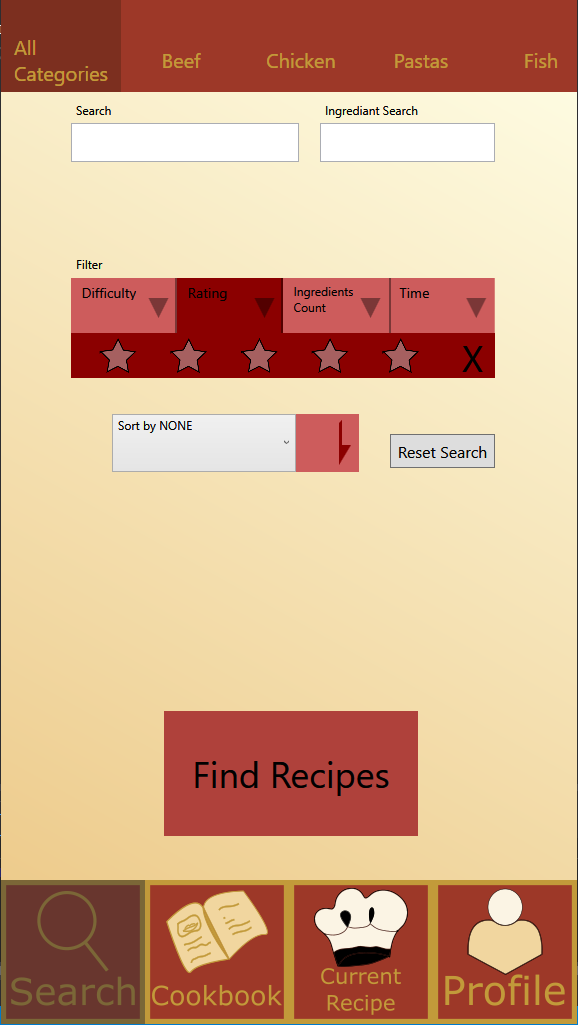 All
Categories
Beef
Chicken
Pastas
Fish
Search
Ingrediant Search
Filter
Difficulty
Rating
Ingredients
Count
Time
X
Sort by NONE
Reset Search
Find Recipes
Search
Cookbook
Current
Recipe
Profile